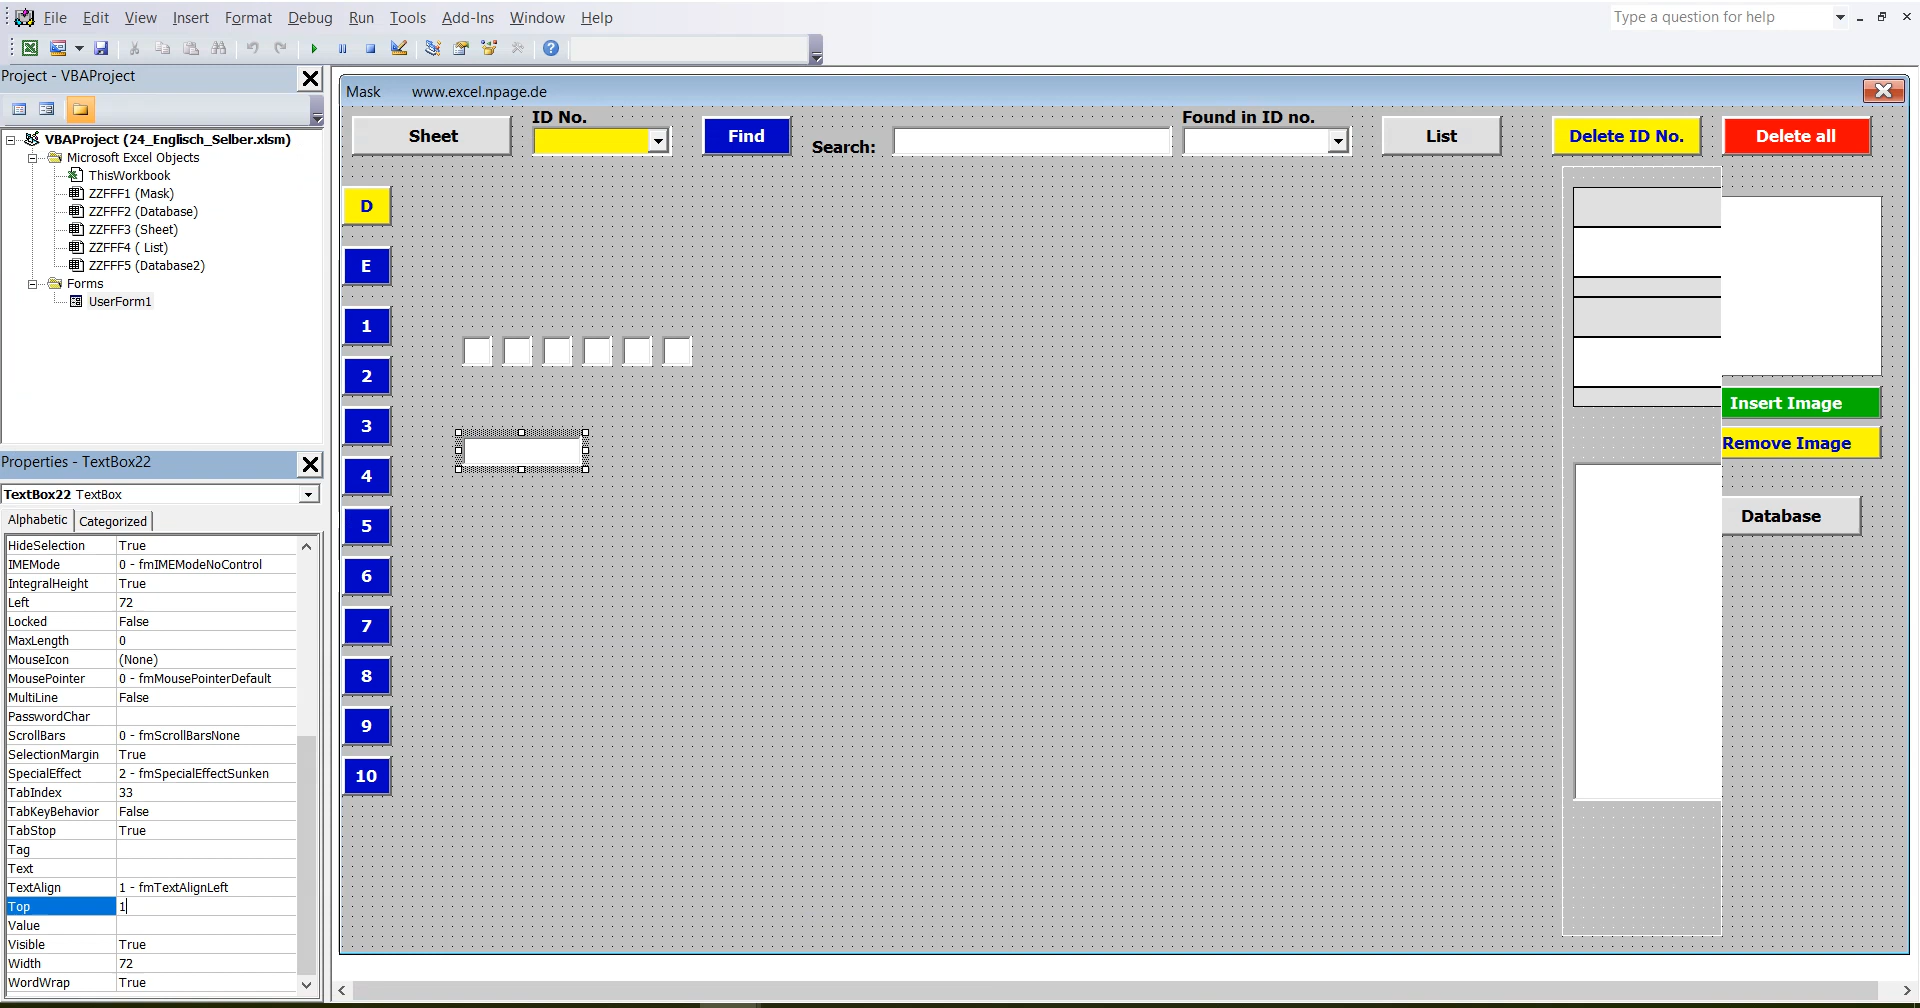 File Edit View Insert Format Debug Run Tools Add-Ins Window Help
Type a question for help
Project - VBAProject
VBAProject (24_Englisch_Selber.xlsm)
Microsoft Excel Objects
ThisWorkbook
ZZFFF1 (Mask)
ZZFFF2 (Database)
ZZFFF3 (Sheet)
ZZFFF4 ( List)
ZZFFF5 (Database2)
Forms
UserForm1
Properties - TextBox22
TextBox22 TextBox
Alphabetic Categorized
HideSelection True
IMEMode 0 - fmIMEModeNoControl
IntegralHeight True
Left 72
Locked False
MaxLength 0
MouseIcon (None)
MousePointer 0 - fmMousePointerDefault
MultiLine False
PasswordChar
ScrollBars 0 - fmScrollBarsNone
SelectionMargin True
SpecialEffect 2 - fmSpecialEffectSunken
TabIndex 33
TabKeyBehavior False
TabStop True
Tag
Text
TextAlign 1 - fmTextAlignLeft
Top 1
Value
Visible True
Width 72
WordWrap True
Mask www.excel.npage.de
Sheet
ID No.
Find
Search:
Found in ID no.
List
Delete ID No.
Delete all
D
E
1
2
3
4
5
6
7
8
9
10
Insert Image
Remove Image
Database